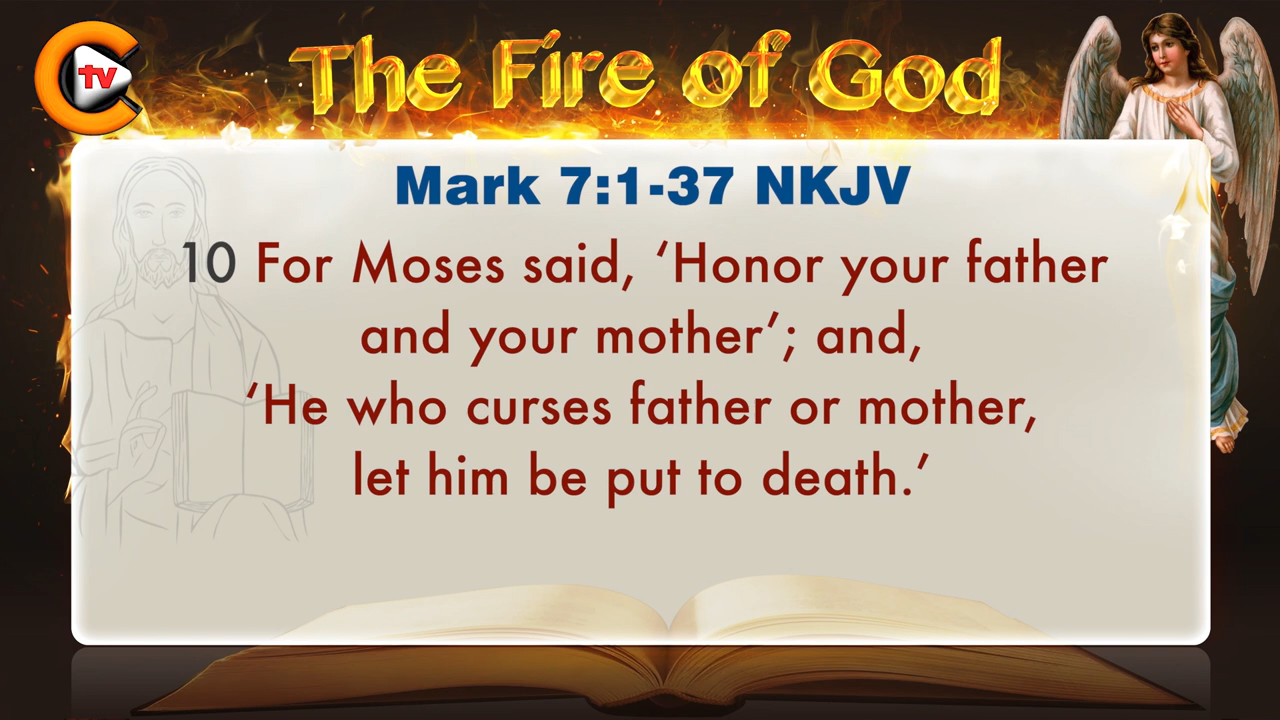 tv
The Fire of God
Mark 7:1-37 NKJV
10 For Moses said, ‘Honor your father
and your mother’; and,
‘He who curses father or mother,
let him be put to death.’